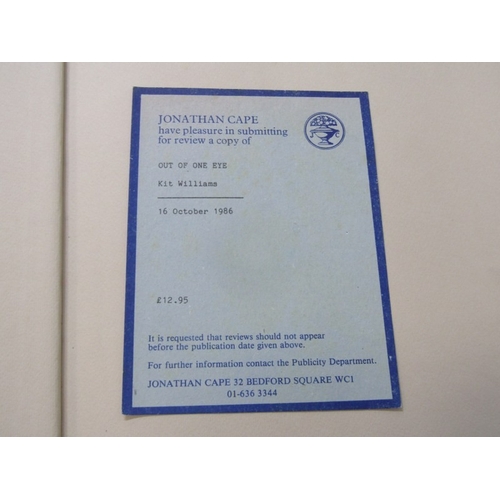 JONATHAN CAPE
have pleasure in submitting
for review a copy of
OUT OF ONE EYE
Kit Williams
16 October 1986
£12.95
It is requested that reviews should not appear
before the publication date given above.
For further information contact the Publicity Department.
JONATHAN CAPE 32 BEDFORD SQUARE WC1
01-636 3344